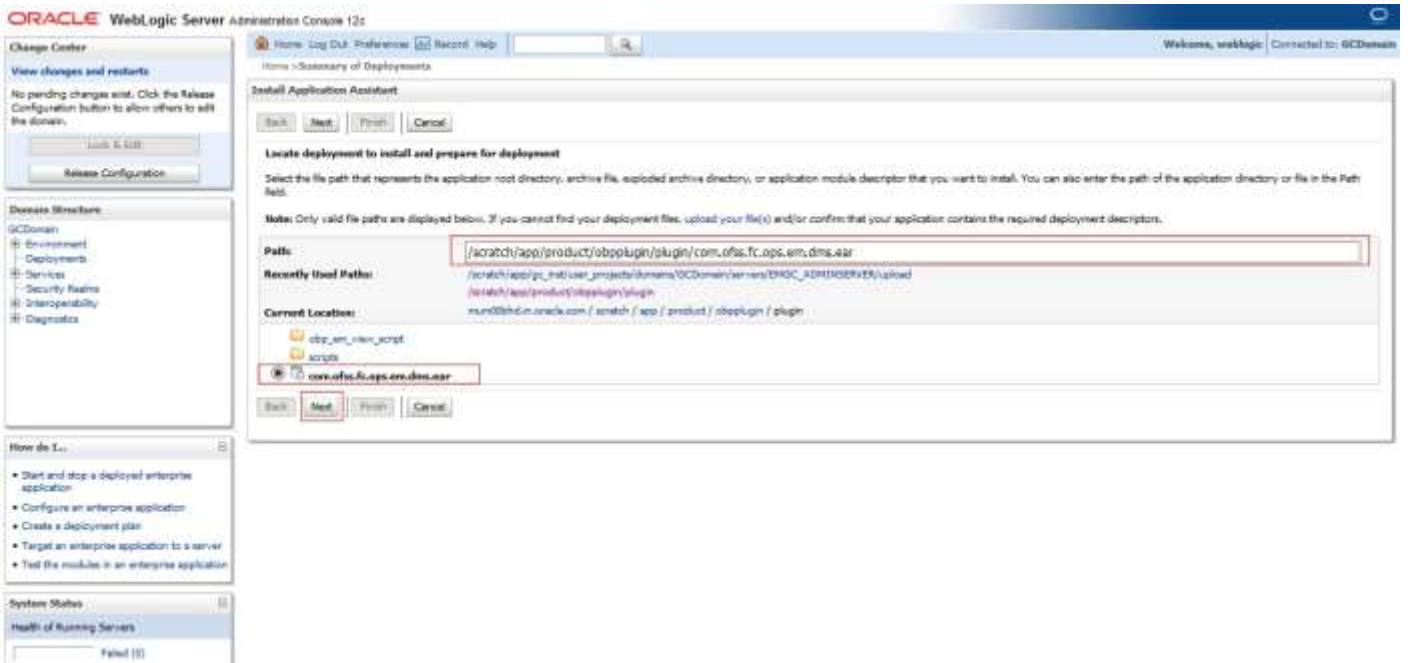 ORACLE WebLogic Server Administration Console 12c
Change Center
View changes and restarts
No pending changes exist. Click the Release
Configuration button to allow others to edit
the domain.
Lock & Edit
Release Configuration
Domain Structure
GCDomain
Environment
Deployments
Services
Security Realms
Interoperability
Diagnostics
How do I...
Start and stop a deployed enterprise
application
Configure an enterprise application
Create a deployment plan
Target an enterprise application to a server
Test the modules in an enterprise application
System Status
Health of Running Servers
Failed (0)
Home Log Out Preferences Record Help
Welcome, weblogic Connected to: GCDomain
Home >Summary of Deployments
Install Application Assistant
Back Next Finish Cancel
Locate deployment to install and prepare for deployment
Select the file path that represents the application root directory, archive file, exploded archive directory, or application module descriptor that you want to install. You can also enter the path of the application directory or file in the Path
field.
Note: Only valid file paths are displayed below. If you cannot find your deployment files, upload your file(s) and/or confirm that your application contains the required deployment descriptors.
Path: /scratch/app/product/obpplugin/plugin/com.ofss.fc.ops.em.dms.ear
Recently Used Paths: /scratch/app/gc_inst/user_projects/domains/GCDomain/servers/EMGC_ADMINSERVER/upload
/scratch/app/product/obpplugin/plugin
Current Location: / scratch / app / product / obpplugin / plugin
obp_em_view_script
scripts
com.ofss.fc.ops.em.dms.ear
Back Next Finish Cancel